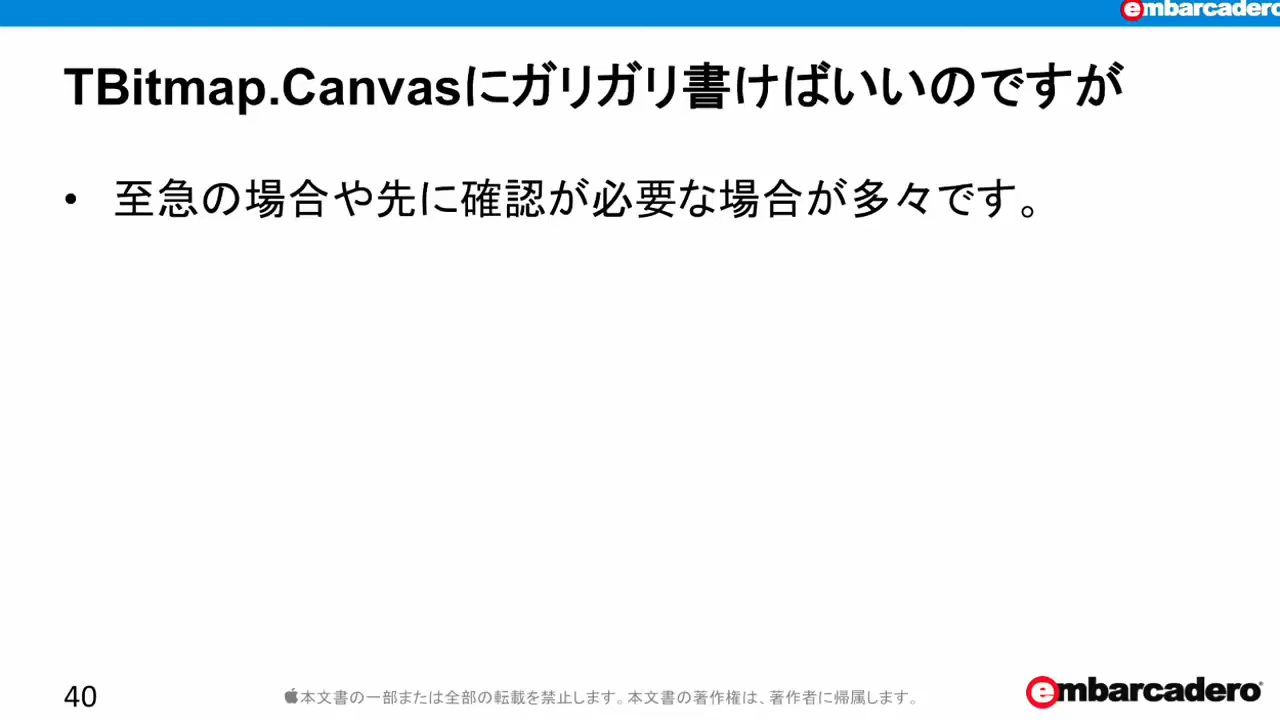 embarcadero
TBitmap.Canvasにガリガリ書けばいいのですが
• 至急の場合や先に確認が必要な場合が多々です。
40
本文書の一部または全部の転載を禁止します。本文書の著作権は、著作者に帰属します。
embarcadero